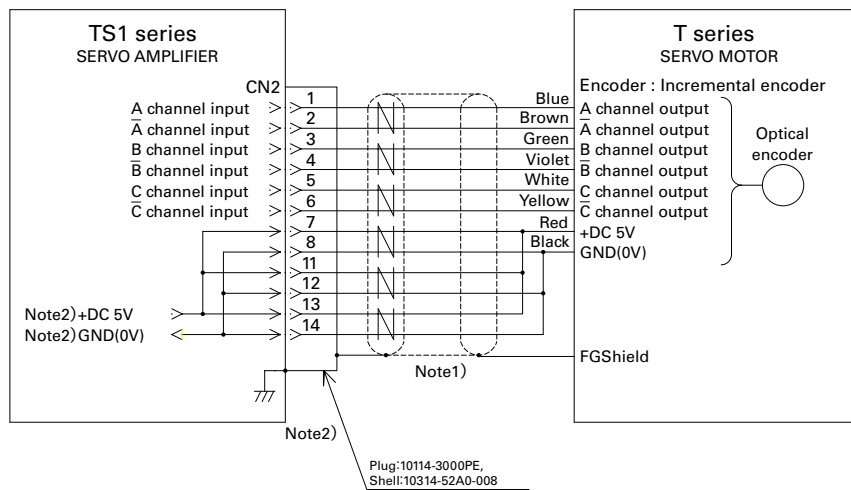 TS1 series
SERVO AMPLIFIER
T series
SERVO MOTOR
CN2
Encoder : Incremental encoder
A channel input 1 Blue A channel output
A̅ channel input 2 Brown A̅ channel output
B channel input 3 Green B channel output
B̅ channel input 4 Violet B̅ channel output
C channel input 5 White C channel output
C̅ channel input 6 Yellow C̅ channel output
7 Red +DC 5V
8 Black GND(0V)
Optical
encoder
11
12
13
14
Note2)+DC 5V
Note2)GND(0V)
Note1)
FGShield
Note2)
Plug:10114-3000PE,
Shell:10314-52A0-008